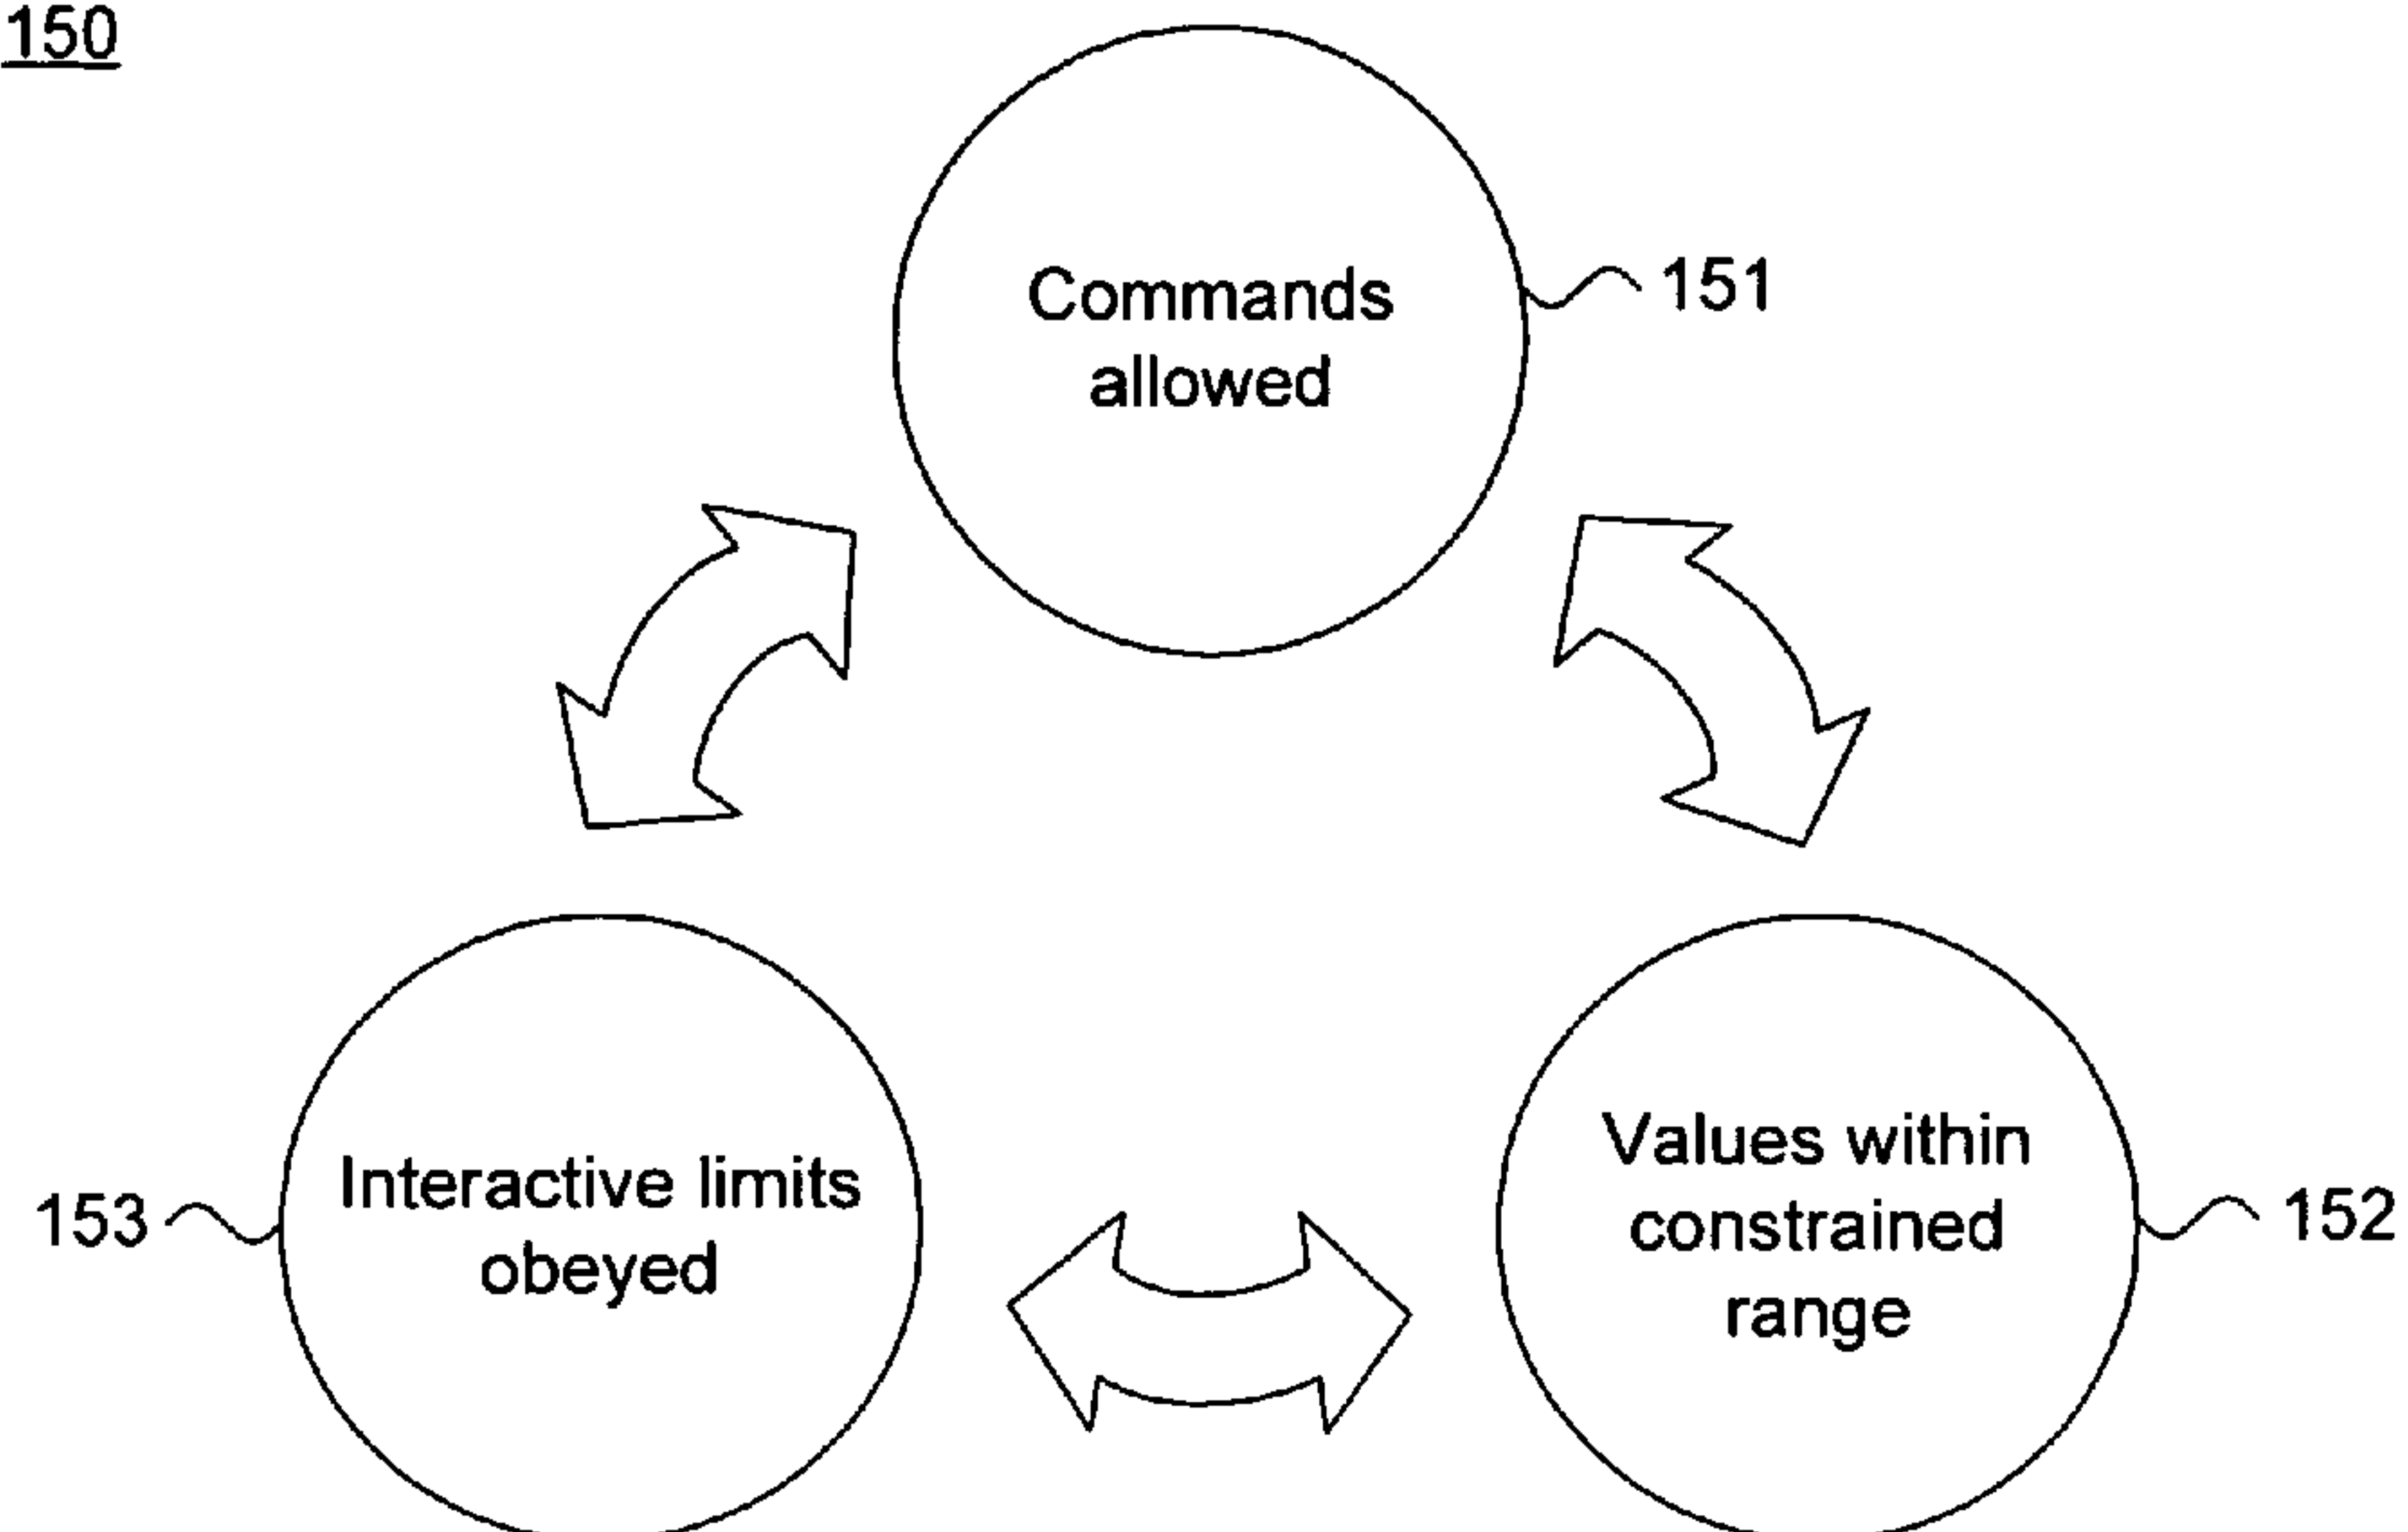 150
Commands
allowed
151
Interactive limits
obeyed
153
Values within
constrained
range
152